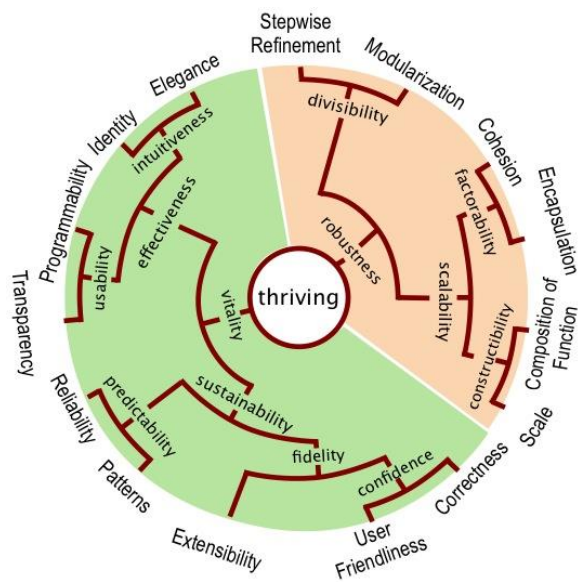 Stepwise
Refinement
Modularization
Cohesion
Encapsulation
Composition of
Function
Scale
Correctness
User
Friendliness
Extensibility
Patterns
Reliability
Transparency
Programmability
Identity
Elegance
divisibility
factorability
scalability
constructibility
robustness
thriving
vitality
effectiveness
intuitiveness
usability
sustainability
predictability
fidelity
confidence